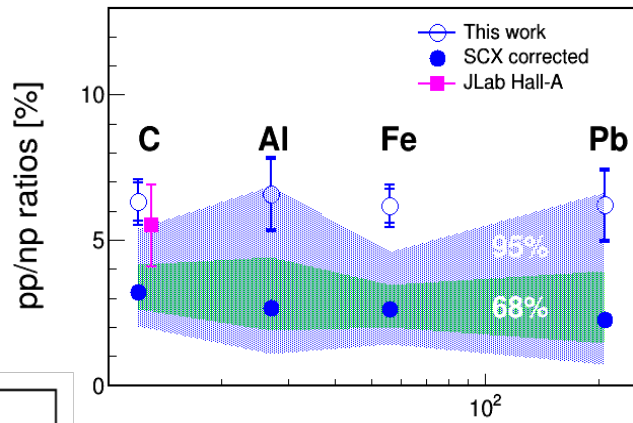 This work
SCX corrected
JLab Hall-A
pp/np ratios [%]
10
5
0
C Al Fe Pb
95%
68%
10²